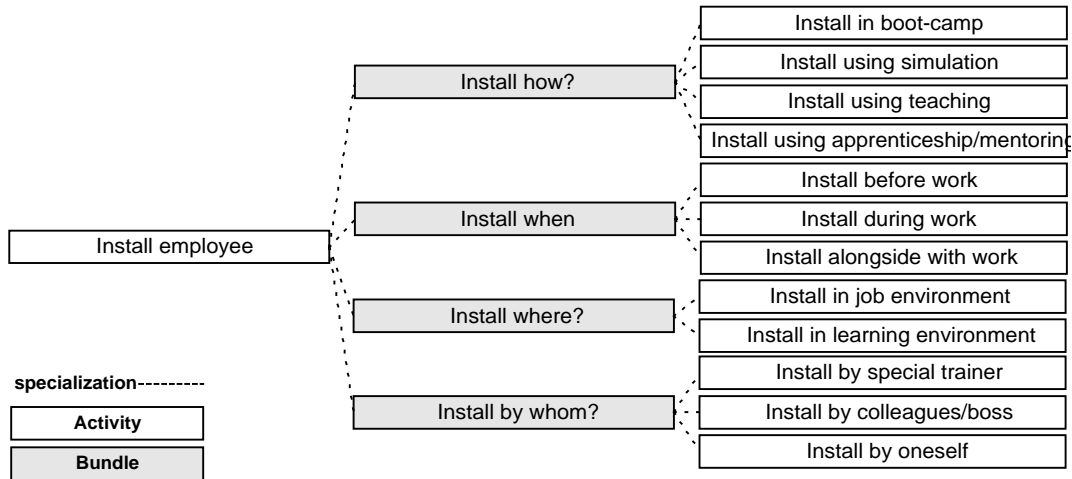 Install in boot-camp
Install using simulation
Install how?
Install using teaching
Install using apprenticeship/mentoring
Install before work
Install when
Install during work
Install employee
Install alongside with work
Install in job environment
Install where?
Install in learning environment
Install by special trainer
specialization---------
Install by whom?
Install by colleagues/boss
Activity
Install by oneself
Bundle